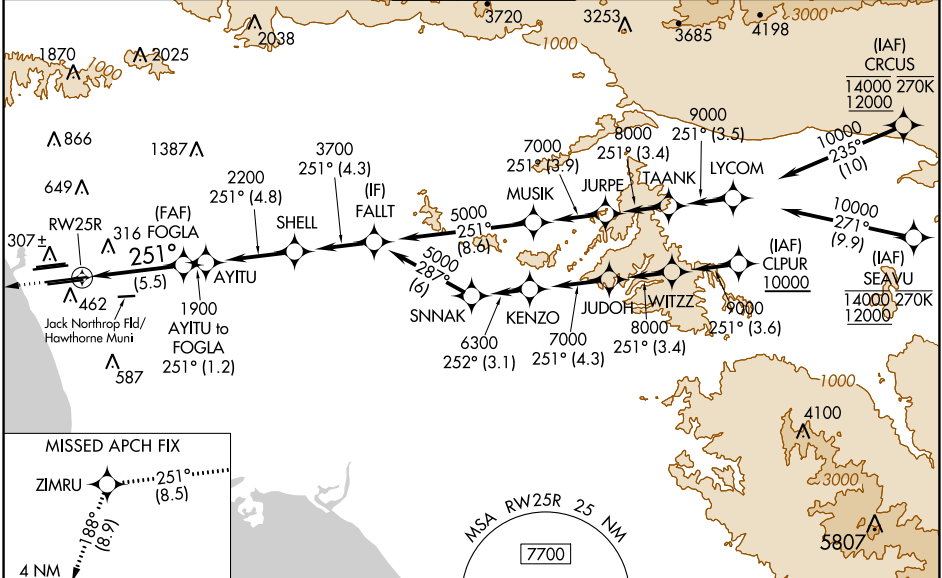 3720
3253
3685
4198
3000
2038
1000
1870
1000
2025
(IAF)
CRCUS
14000 270K
12000
866
1387
649
9000
251° (3.5)
8000
251° (3.4)
7000
251° (3.9)
10000
235°
(10)
3700
251° (4.3)
2200
251° (4.8)
LYCOM
TAANK
JURPE
MUSIK
(IF)
FALLT
SHELL
(FAF)
FOGLA
RW25R
307±
316
251°
(5.5)
AYITU
5000
251°
(8.6)
10000
271°
(9.9)
(IAF)
SEAVU
14000 270K
12000
(IAF)
CLPUR
10000
5000
287°
(6)
462
Jack Northrop Fld/
Hawthorne Muni
1900
AYITU to
FOGLA
251° (1.2)
SNNAK
KENZO
JUDOH
WITZZ
6300
252° (3.1)
7000
251° (4.3)
8000
251° (3.4)
9000
251° (3.6)
587
1000
4100
3000
5807
MISSED APCH FIX
ZIMRU
251°
(8.5)
188°
(8.9)
4 NM
MSA RW25R 25 NM
7700